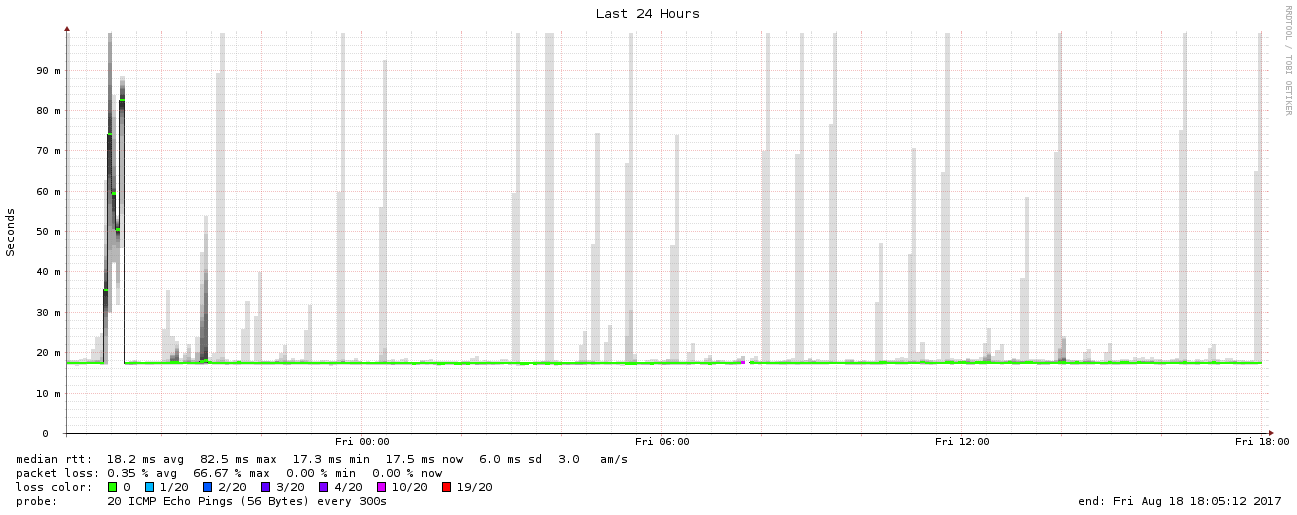 Last 24 Hours
RRDTOOL / TOBI OETIKER
Seconds
90 m
80 m
70 m
60 m
50 m
40 m
30 m
20 m
10 m
0
Fri 00:00 Fri 06:00 Fri 12:00 Fri 18:00
median rtt: 18.2 ms avg 82.5 ms max 17.3 ms min 17.5 ms now 6.0 ms sd 3.0 am/s
packet loss: 0.35 % avg 66.67 % max 0.00 % min 0.00 % now
loss color: 0 1/20 2/20 3/20 4/20 10/20 19/20
probe: 20 ICMP Echo Pings (56 Bytes) every 300s end: Fri Aug 18 18:05:12 2017